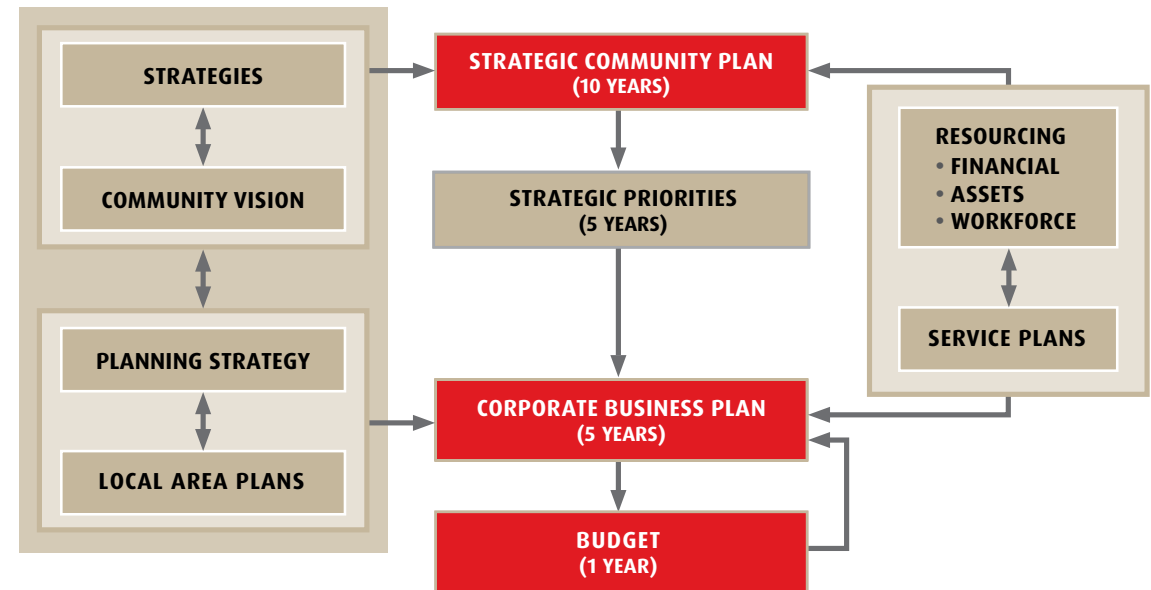 STRATEGIES
COMMUNITY VISION
PLANNING STRATEGY
LOCAL AREA PLANS
STRATEGIC COMMUNITY PLAN
(10 YEARS)
STRATEGIC PRIORITIES
(5 YEARS)
CORPORATE BUSINESS PLAN
(5 YEARS)
BUDGET
(1 YEAR)
RESOURCING
• FINANCIAL
• ASSETS
• WORKFORCE
SERVICE PLANS